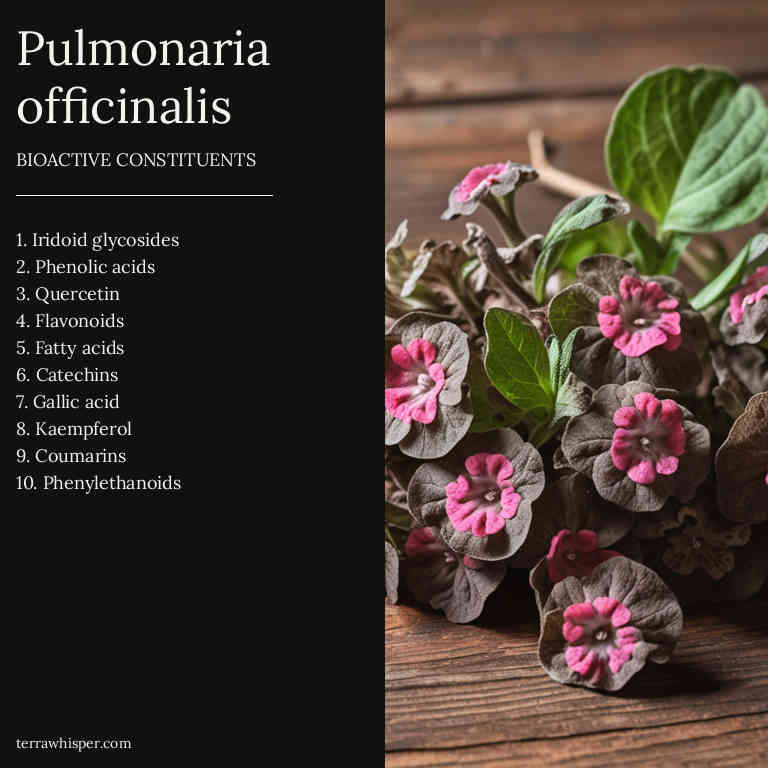 Pulmonaria
officinalis
BIOACTIVE CONSTITUENTS
1. Iridoid glycosides
2. Phenolic acids
3. Quercetin
4. Flavonoids
5. Fatty acids
6. Catechins
7. Gallic acid
8. Kaempferol
9. Coumarins
10. Phenylethanoids
terrawhisper.com